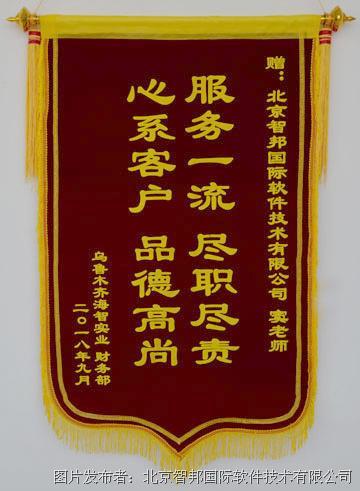 赠：北京智邦国际软件技术有限公司 窦老师
服务一流 尽职尽责
心系客户 品德高尚
乌鲁木齐海智实业 财务部
二〇一八年九月
图片发布者：北京智邦国际软件技术有限公司